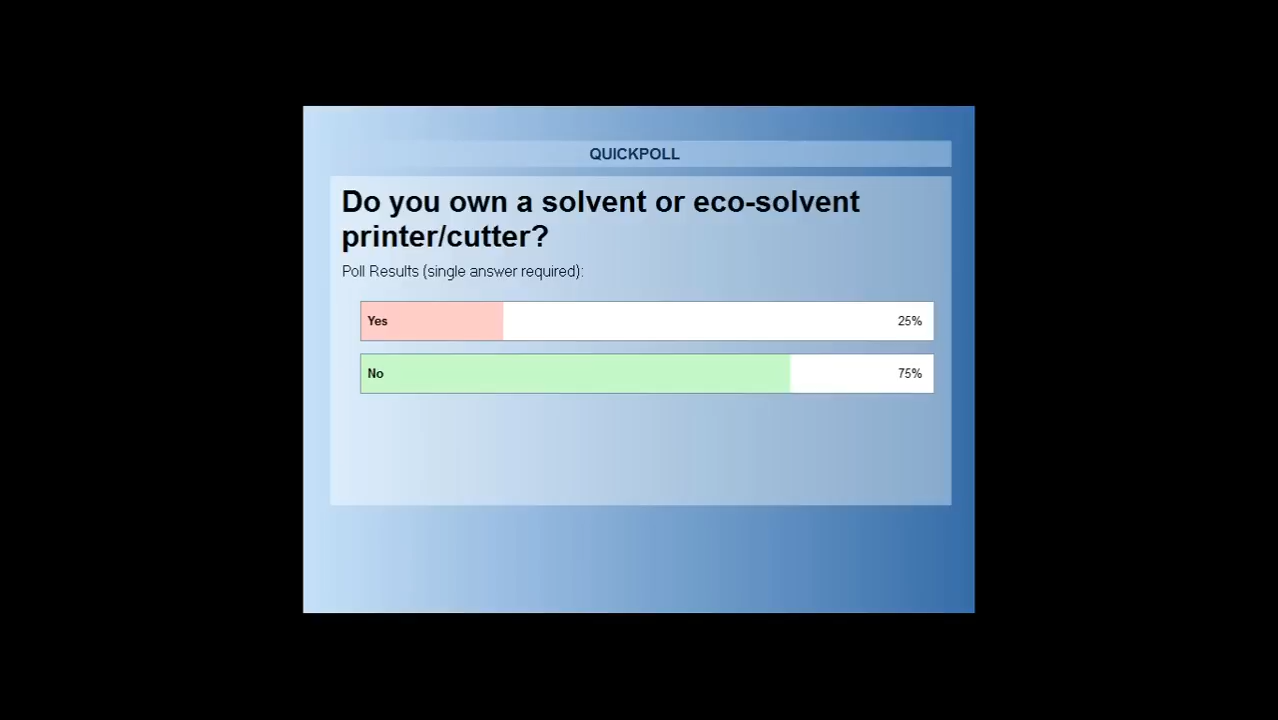 QUICKPOLL
Do you own a solvent or eco-solvent
printer/cutter?
Poll Results (single answer required):
Yes 25%
No 75%